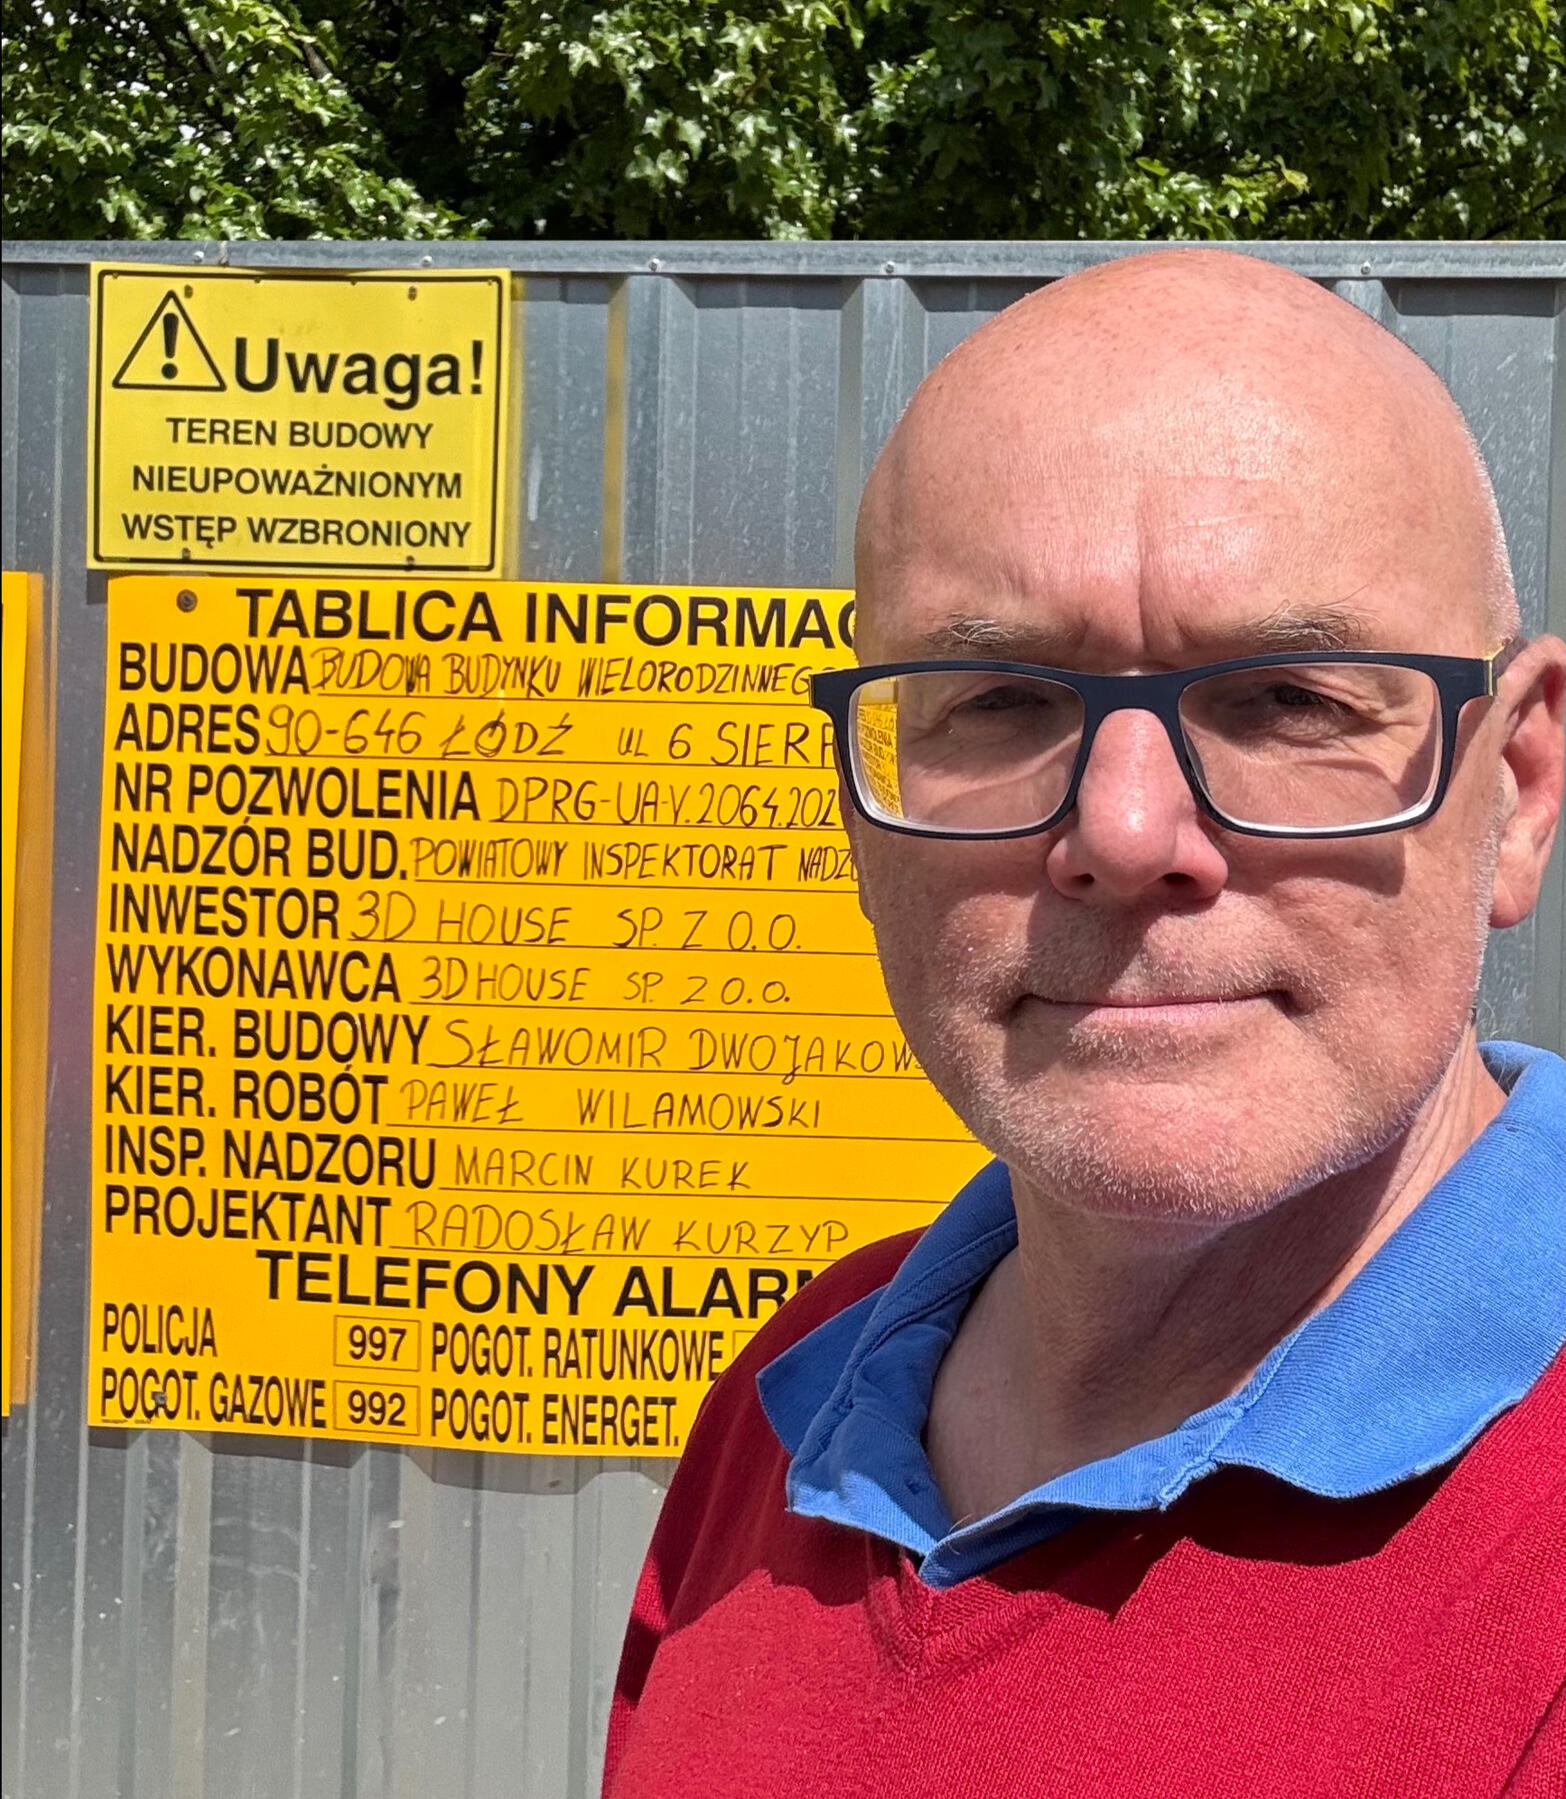 Uwaga!
TEREN BUDOWY
NIEUPOWAŻNIONYM
WSTĘP WZBRONIONY
TABLICA INFORMAC
BUDOWA BUDOWA BUDYNKU WIELORODZINNEGO
ADRES 90-646 ŁÓDŹ UL 6 SIERP
NR POZWOLENIA DPRG-UA-V.2064.202
NADZÓR BUD. POWIATOWY INSPEKTORAT NADZO
INWESTOR 3D HOUSE SP. Z O.O.
WYKONAWCA 3D HOUSE SP. Z O.O.
KIER. BUDOWY SŁAWOMIR DWOJAKOWS
KIER. ROBÓT PAWEŁ WILAMOWSKI
INSP. NADZORU MARCIN KUREK
PROJEKTANT RADOSŁAW KURZYP
TELEFONY ALARM
POLICJA 997 POGOT. RATUNKOWE
POGOT. GAZOWE 992 POGOT. ENERGET.